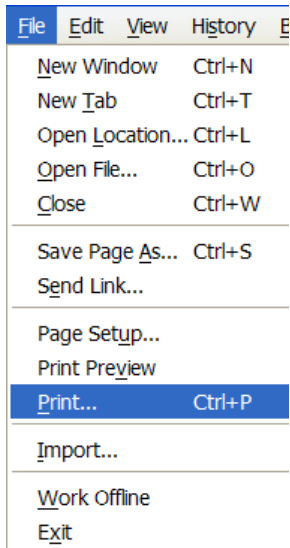 File Edit View History B
New Window Ctrl+N
New Tab Ctrl+T
Open Location... Ctrl+L
Open File... Ctrl+O
Close Ctrl+W
Save Page As... Ctrl+S
Send Link...
Page Setup...
Print Preview
Print... Ctrl+P
Import...
Work Offline
Exit